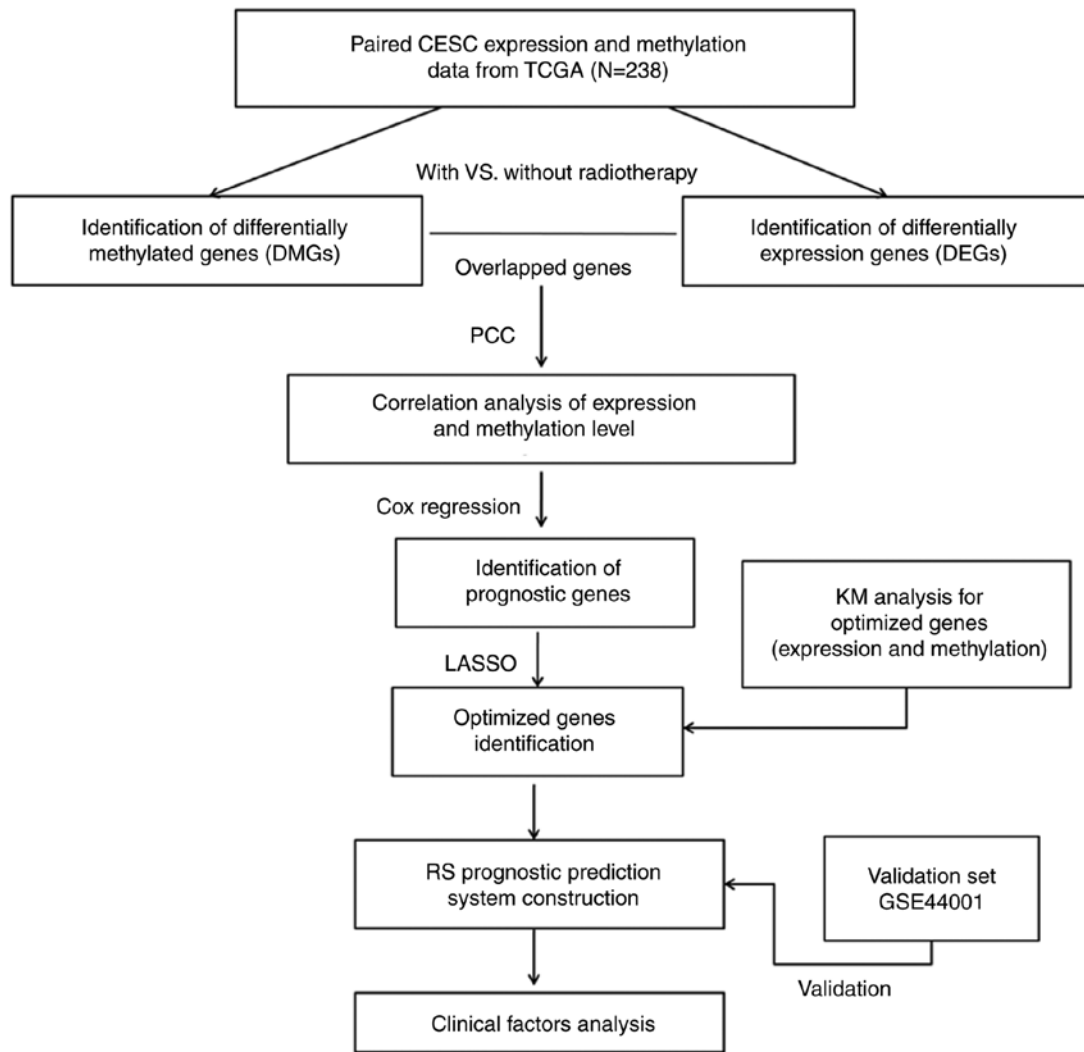 Paired CESC expression and methylation
data from TCGA (N=238)
With VS. without radiotherapy
Identification of differentially
methylated genes (DMGs)
Identification of differentially
expression genes (DEGs)
Overlapped genes
PCC
Correlation analysis of expression
and methylation level
Cox regression
Identification of
prognostic genes
KM analysis for
optimized genes
(expression and methylation)
LASSO
Optimized genes
identification
RS prognostic prediction
system construction
Validation set
GSE44001
Validation
Clinical factors analysis